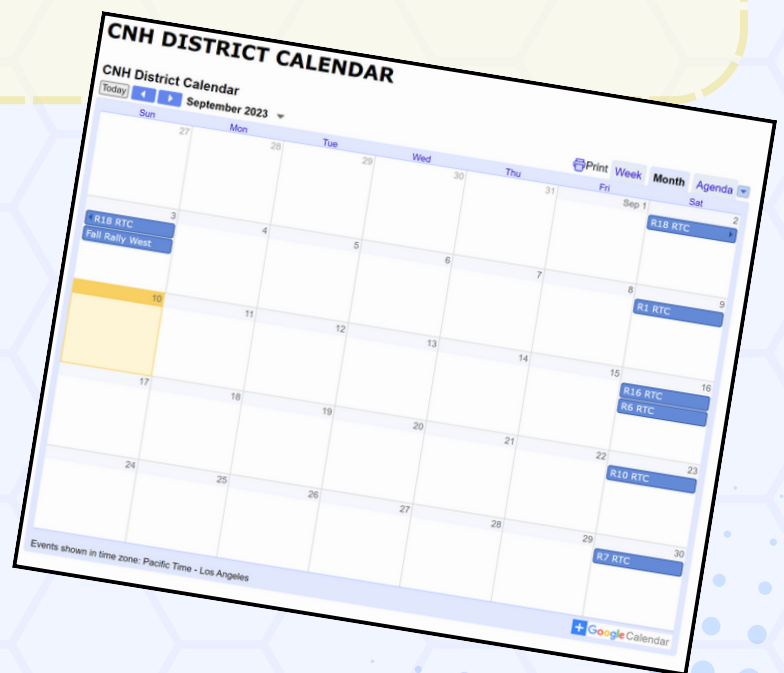 CNH DISTRICT CALENDAR
CNH District Calendar
Today September 2023
Print Week Month Agenda
Sun Mon Tue Wed Thu Fri Sat
27 28 29 30 31 Sep 1 2
R18 RTC
3 4 5 6 7 8 9
R18 RTC R1 RTC
Fall Rally West
10 11 12 13 14 15 16
R16 RTC
R6 RTC
17 18 19 20 21 22 23
R10 RTC
24 25 26 27 28 29 30
R7 RTC
Events shown in time zone: Pacific Time - Los Angeles
Google Calendar